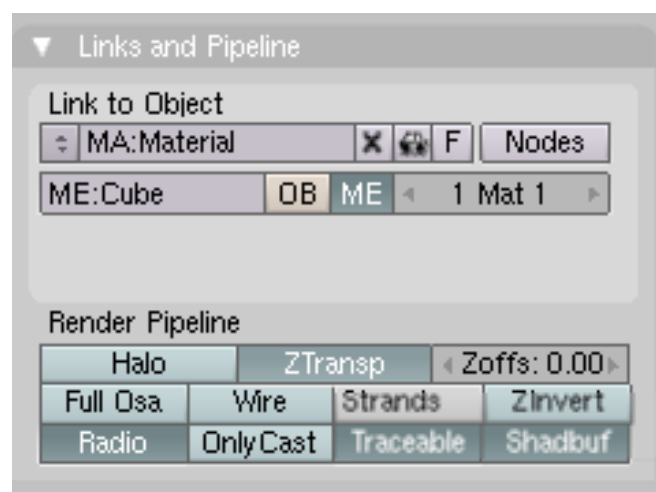 Links and Pipeline
Link to Object
MA:Material F Nodes
ME:Cube OB ME 1 Mat 1
Render Pipeline
Halo ZTransp Zoffs: 0.00
Full Osa Wire Strands ZInvert
Radio OnlyCast Traceable Shadbuf